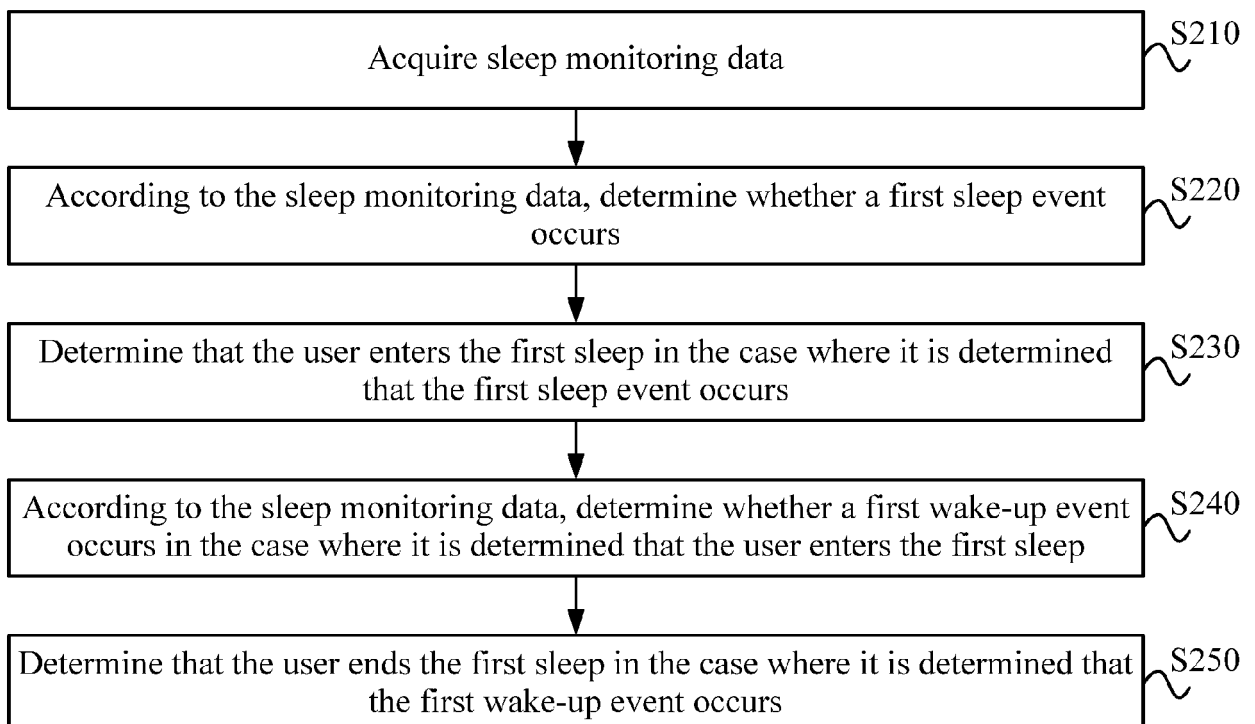 Acquire sleep monitoring data
S210
According to the sleep monitoring data, determine whether a first sleep event
occurs
S220
Determine that the user enters the first sleep in the case where it is determined
that the first sleep event occurs
S230
According to the sleep monitoring data, determine whether a first wake-up event
occurs in the case where it is determined that the user enters the first sleep
S240
Determine that the user ends the first sleep in the case where it is determined that
the first wake-up event occurs
S250